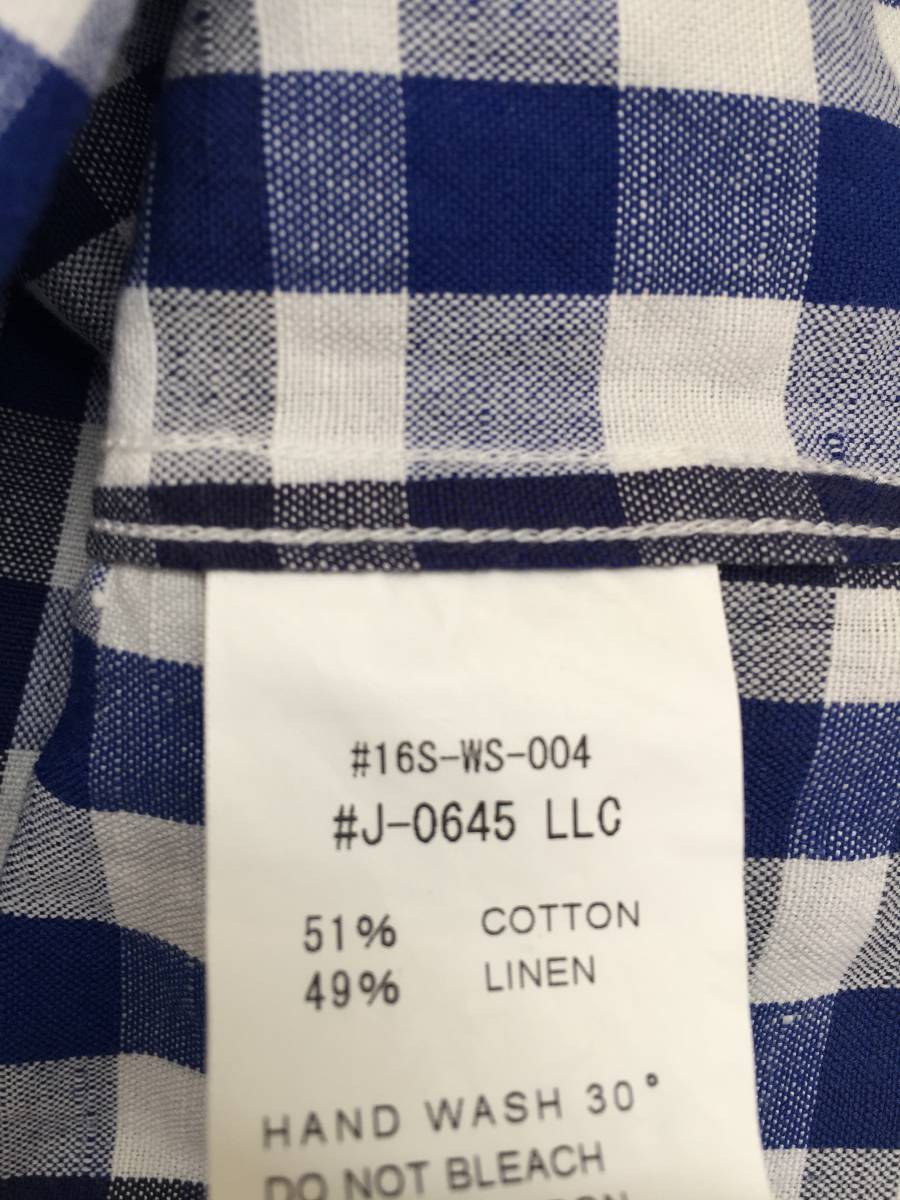 #16S-WS-004
#J-0645 LLC
51% COTTON
49% LINEN
HAND WASH 30°
DO NOT BLEACH